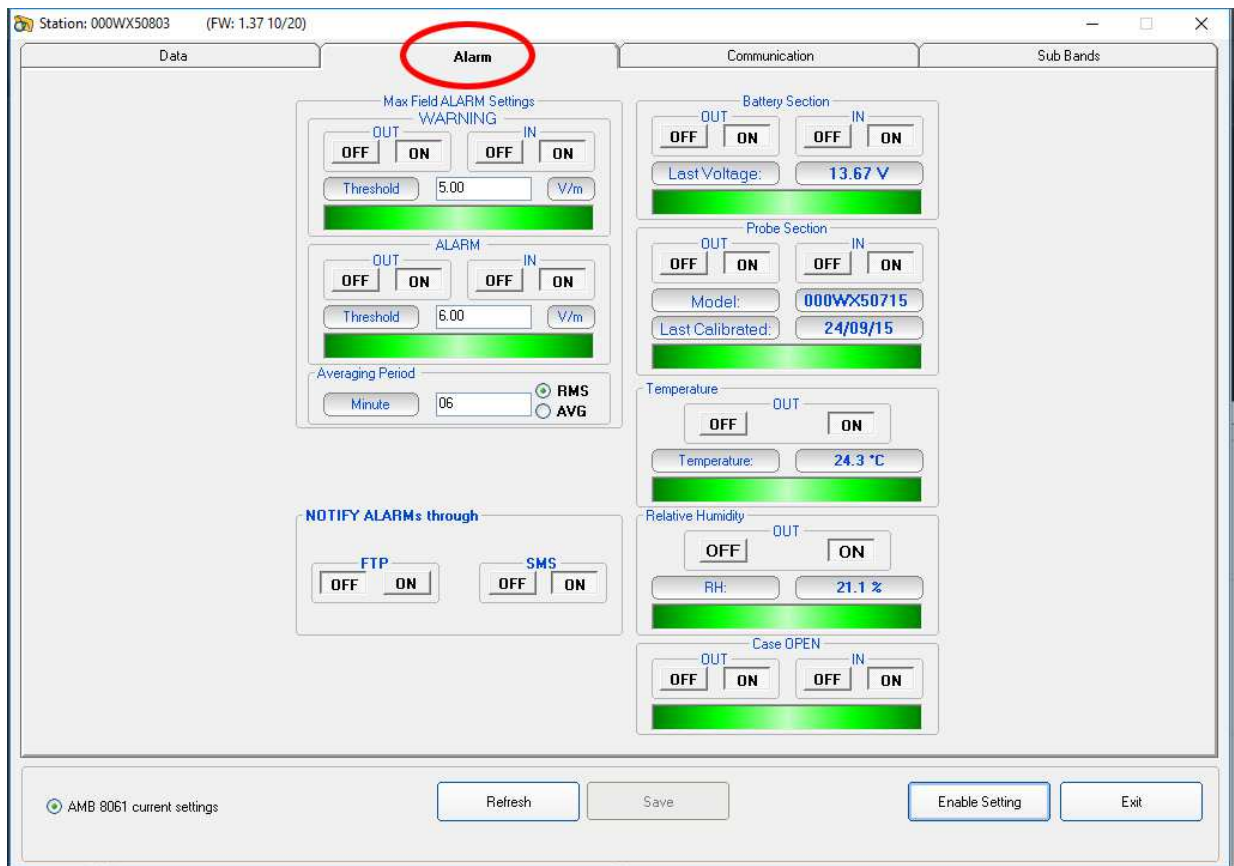 Station: 000WX50803 (FW: 1.37 10/20)
Data Alarm Communication Sub Bands
Max Field ALARM Settings
WARNING
OUT IN
OFF ON OFF ON
Threshold 5.00 V/m
ALARM
OUT IN
OFF ON OFF ON
Threshold 6.00 V/m
Averaging Period
Minute 06 RMS
AVG
NOTIFY ALARMs through
FTP SMS
OFF ON OFF ON
Battery Section
OUT IN
OFF ON OFF ON
Last Voltage: 13.67 V
Probe Section
OUT IN
OFF ON OFF ON
Model: 000WX50715
Last Calibrated: 24/09/15
Temperature
OUT
OFF ON
Temperature: 24.3 °C
Relative Humidity
OUT
OFF ON
RH: 21.1 %
Case OPEN
OUT IN
OFF ON OFF ON
AMB 8061 current settings Refresh Save Enable Setting Exit